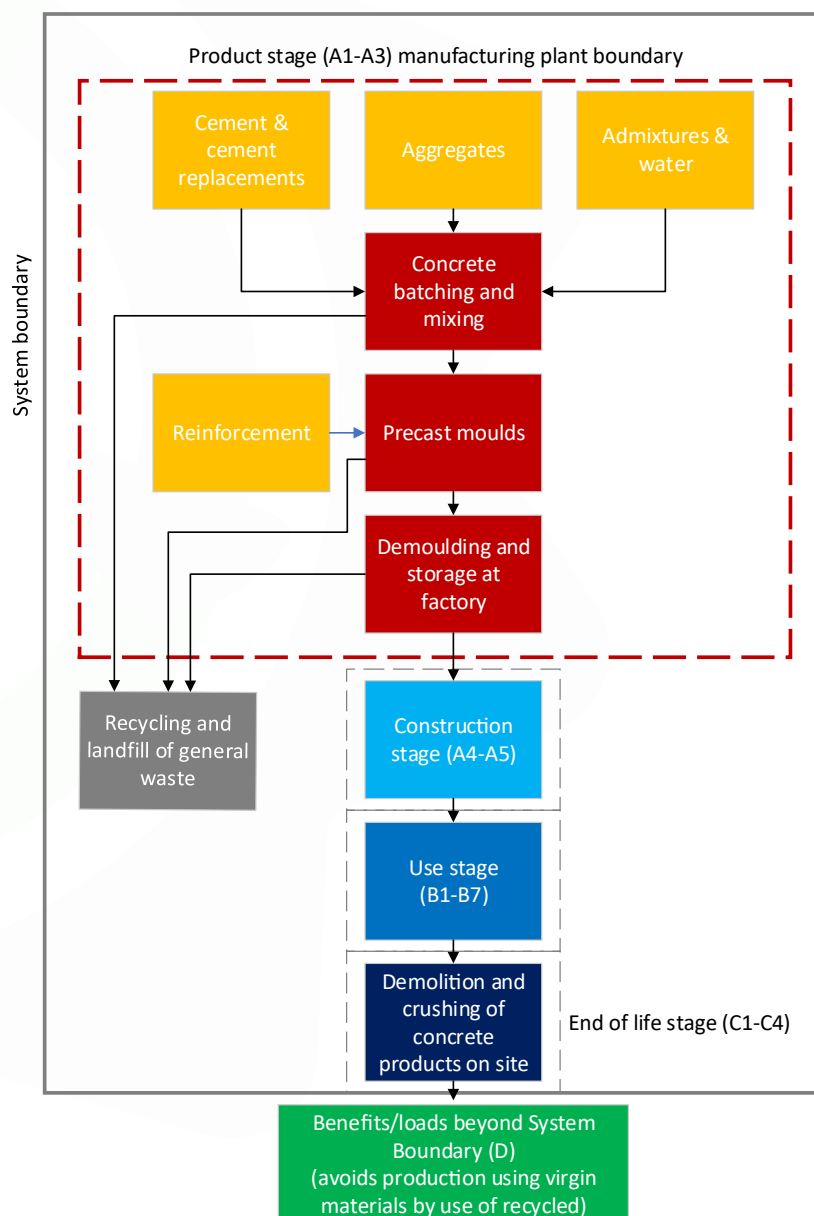 Product stage (A1-A3) manufacturing plant boundary
Cement &
cement
replacements
Aggregates
Admixtures &
water
Concrete
batching and
mixing
System boundary
Reinforcement
Precast moulds
Demoulding and
storage at
factory
Recycling and
landfill of general
waste
Construction
stage (A4-A5)
Use stage
(B1-B7)
Demolition and
crushing of
concrete
products on site
End of life stage (C1-C4)
Benefits/loads beyond System
Boundary (D)
(avoids production using virgin
materials by use of recycled)